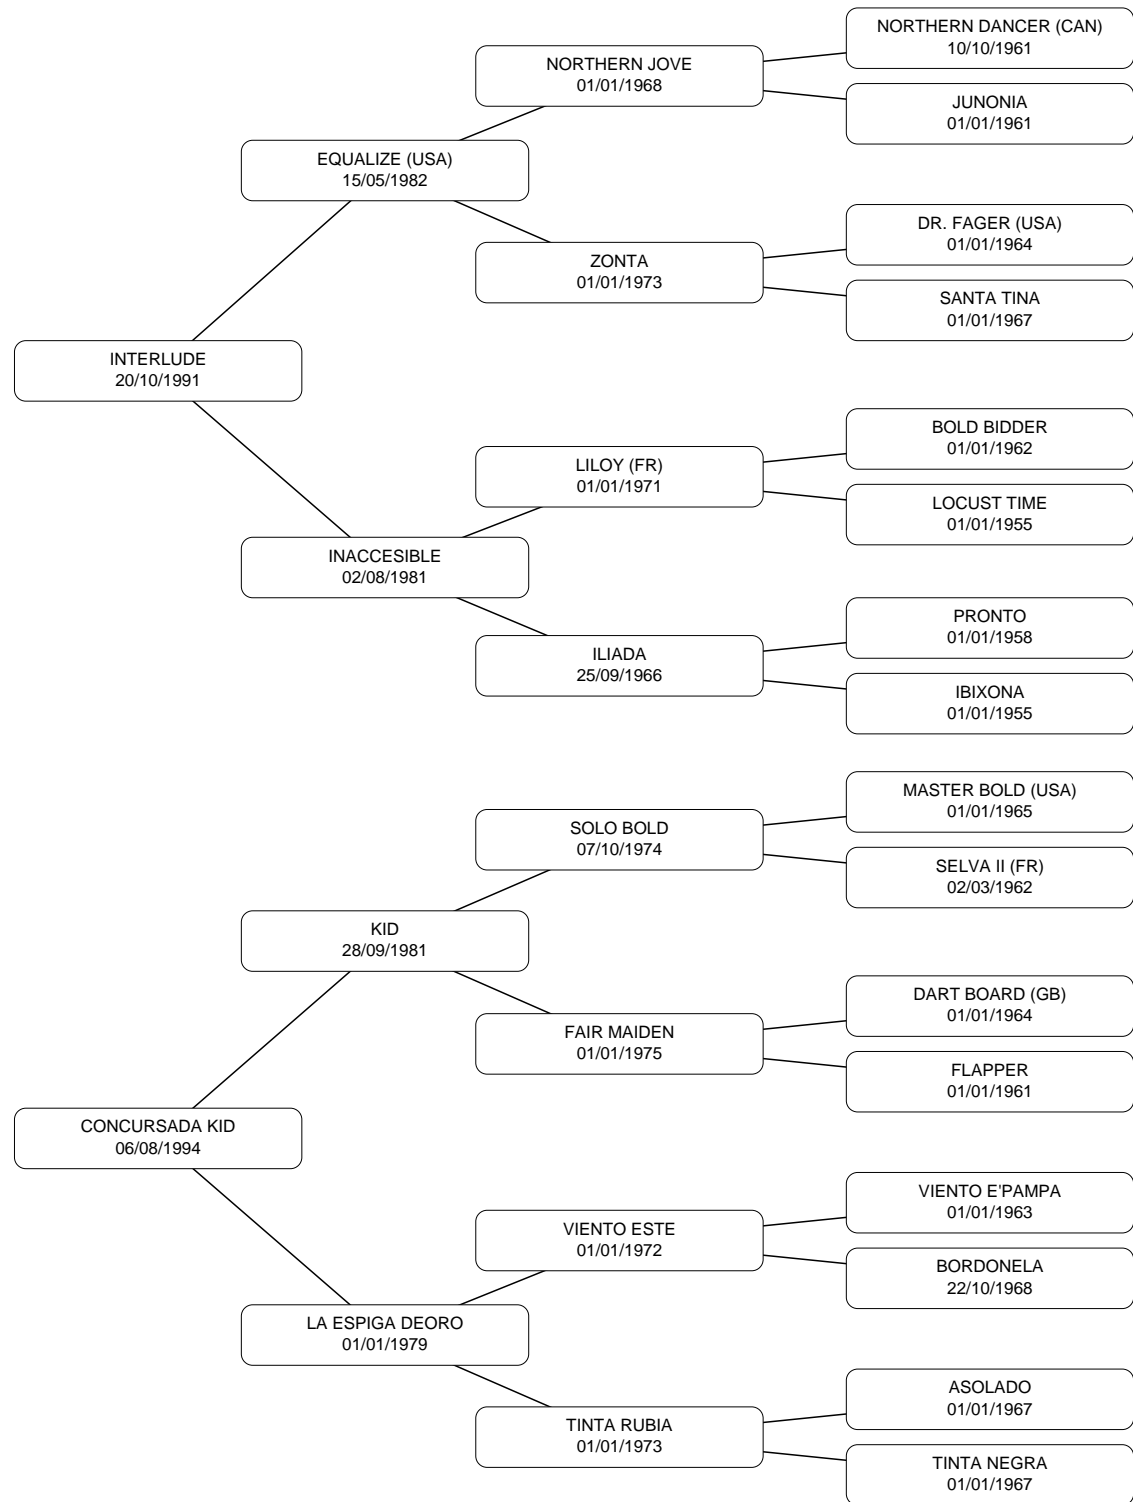 NORTHERN DANCER (CAN)
10/10/1961
NORTHERN JOVE
01/01/1968
JUNONIA
01/01/1961
EQUALIZE (USA)
15/05/1982
DR. FAGER (USA)
01/01/1964
ZONTA
01/01/1973
SANTA TINA
01/01/1967
INTERLUDE
20/10/1991
BOLD BIDDER
01/01/1962
LILOY (FR)
01/01/1971
LOCUST TIME
01/01/1955
INACCESIBLE
02/08/1981
PRONTO
01/01/1958
ILIADA
25/09/1966
IBIXONA
01/01/1955
MASTER BOLD (USA)
01/01/1965
SOLO BOLD
07/10/1974
SELVA II (FR)
02/03/1962
KID
28/09/1981
DART BOARD (GB)
01/01/1964
FAIR MAIDEN
01/01/1975
FLAPPER
01/01/1961
CONCURSADA KID
06/08/1994
VIENTO E'PAMPA
01/01/1963
VIENTO ESTE
01/01/1972
BORDONELA
22/10/1968
LA ESPIGA DEORO
01/01/1979
ASOLADO
01/01/1967
TINTA RUBIA
01/01/1973
TINTA NEGRA
01/01/1967